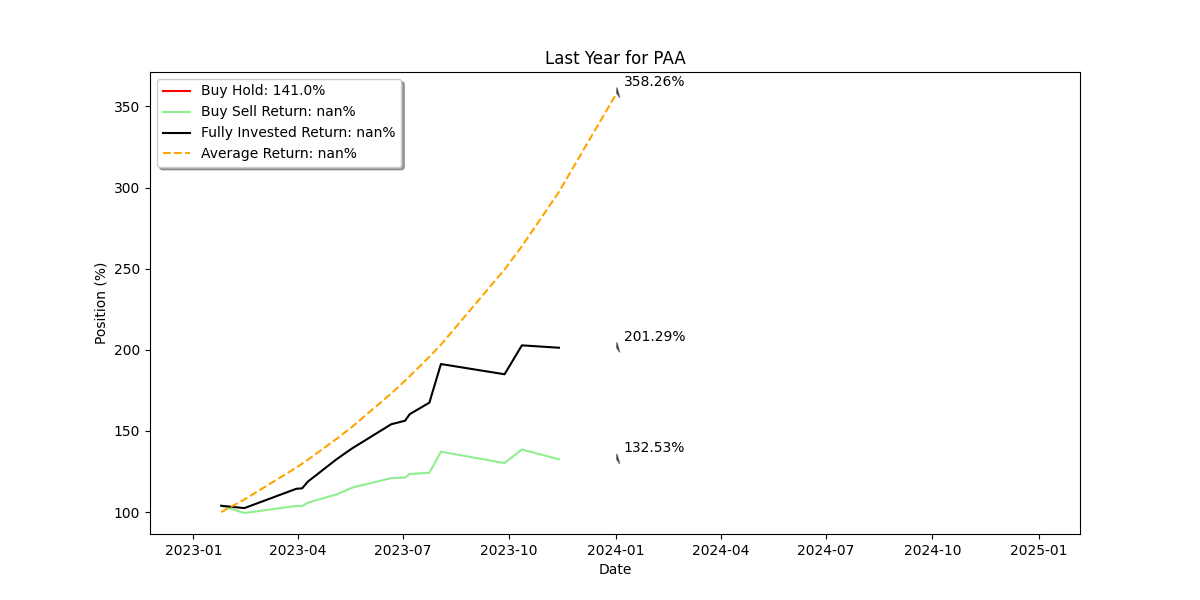 Last Year for PAA
Buy Hold: 141.0%
Buy Sell Return: nan%
Fully Invested Return: nan%
Average Return: nan%
358.26%
201.29%
132.53%
Position (%)
350
300
250
200
150
100
2023-01 2023-04 2023-07 2023-10 2024-01 2024-04 2024-07 2024-10 2025-01
Date